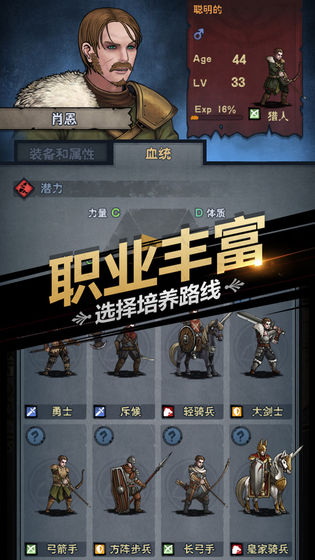 聪明的
Age 44
LV 33
Exp 16%
猎人
肖恩
装备和属性
血统
潜力
力量 C
D 体质
职业丰富
选择培养路线
勇士
斥候
轻骑兵
大剑士
?
?
?
?
弓箭手
方阵步兵
长弓手
皇家骑兵